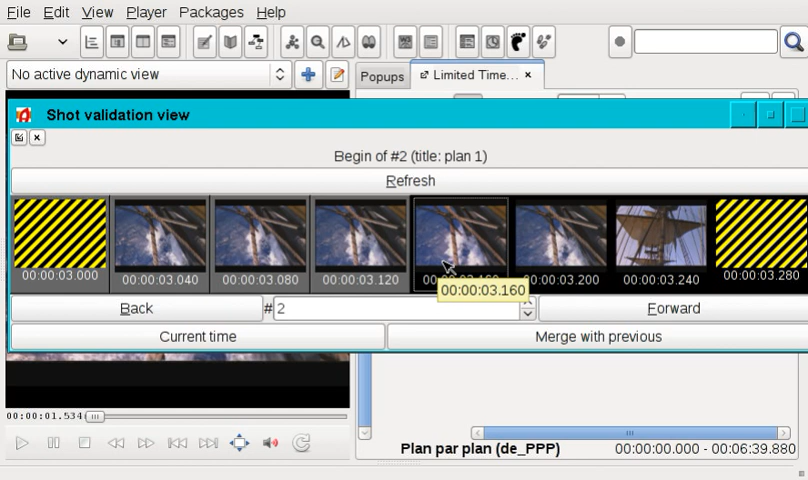 File Edit View Player Packages Help
No active dynamic view
Popups
Limited Time...
Shot validation view
Begin of #2 (title: plan 1)
Refresh
00:00:03.000 00:00:03.040 00:00:03.080 00:00:03.120 00:00:03.200 00:00:03.240 00:00:03.280
00:00:03.160
Back #2 Forward
Current time Merge with previous
00:00:01.534
Plan par plan (de_PPP) 00:00:00.000 - 00:06:39.880